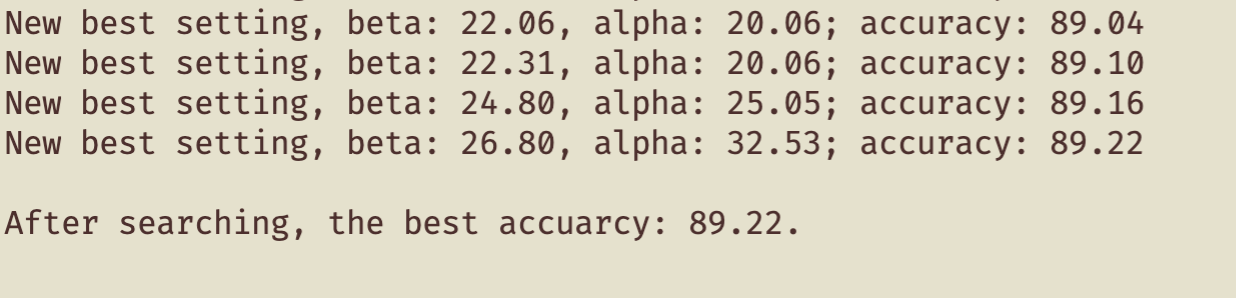 New best setting, beta: 22.06, alpha: 20.06; accuracy: 89.04
New best setting, beta: 22.31, alpha: 20.06; accuracy: 89.10
New best setting, beta: 24.80, alpha: 25.05; accuracy: 89.16
New best setting, beta: 26.80, alpha: 32.53; accuracy: 89.22
After searching, the best accuarcy: 89.22.